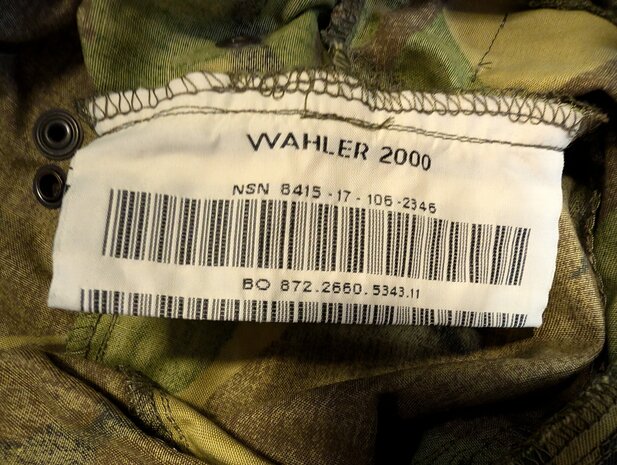 WAHLER 2000
NSN 8415-17-106-2346
BO 872.2660.5343.11